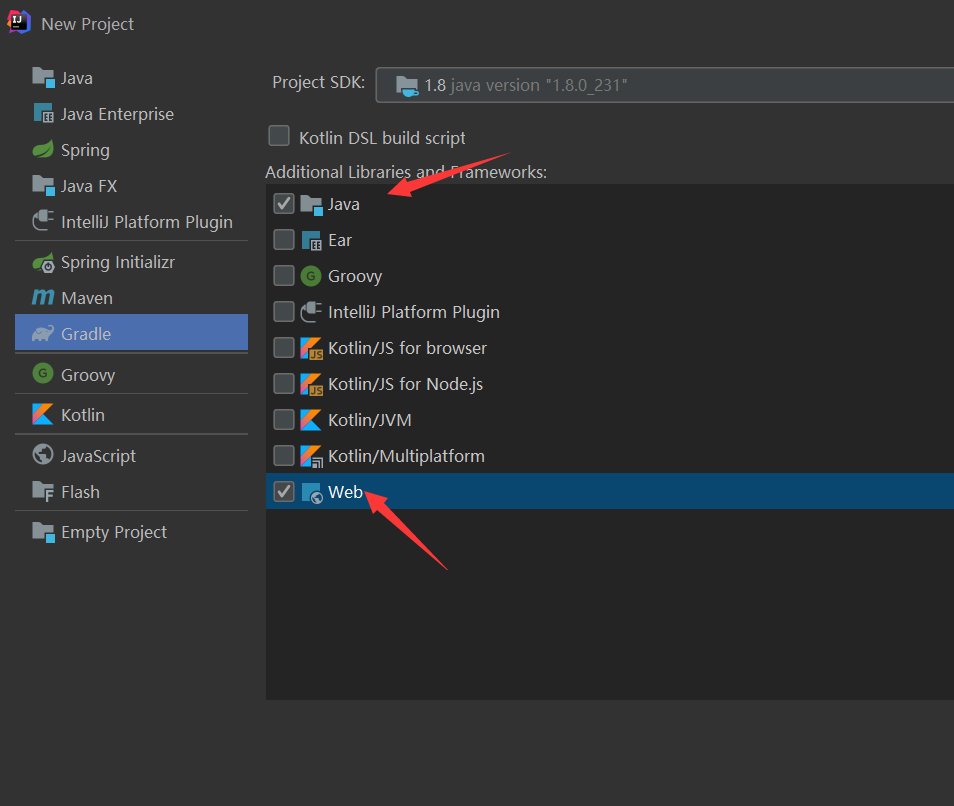 New Project
Java
Java Enterprise
Spring
Java FX
IntelliJ Platform Plugin
Spring Initializr
Maven
Gradle
Groovy
Kotlin
JavaScript
Flash
Empty Project
Project SDK: 1.8 java version "1.8.0_231"
Kotlin DSL build script
Additional Libraries and Frameworks:
Java
Ear
Groovy
IntelliJ Platform Plugin
Kotlin/JS for browser
Kotlin/JS for Node.js
Kotlin/JVM
Kotlin/Multiplatform
Web